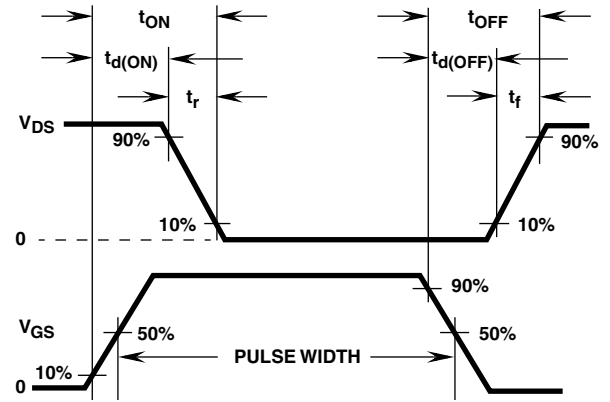 tON tOFF
td(ON) td(OFF)
tr tf
VDS
90% 90%
10% 10%
0
90%
VGS 50% 50%
PULSE WIDTH
10%
0